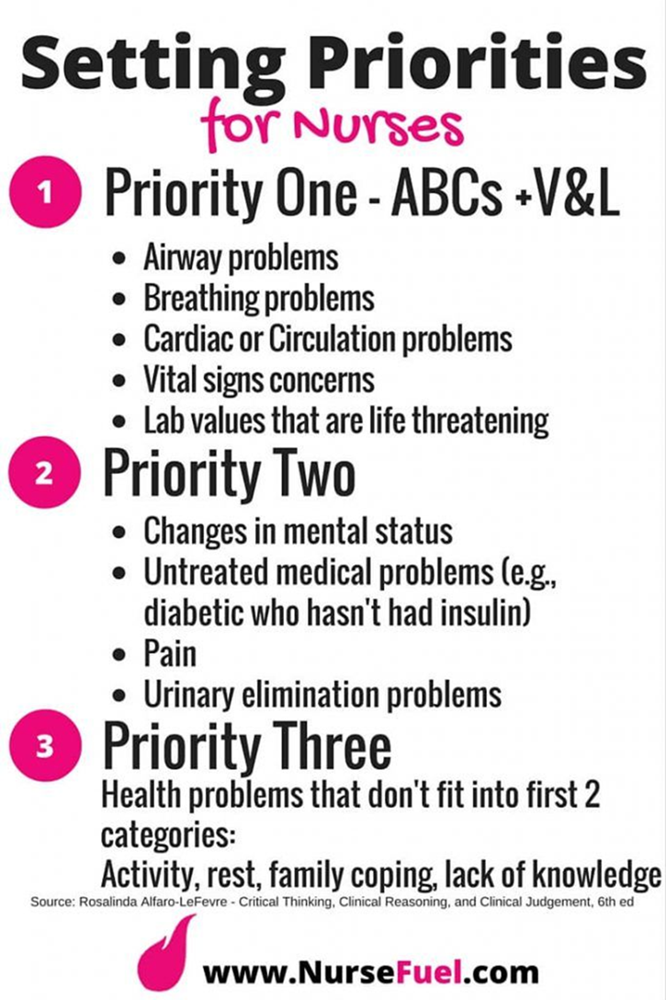 Setting Priorities
for Nurses
1 Priority One - ABCs +V&L
• Airway problems
• Breathing problems
• Cardiac or Circulation problems
• Vital signs concerns
• Lab values that are life threatening
2 Priority Two
• Changes in mental status
• Untreated medical problems (e.g.,
diabetic who hasn't had insulin)
• Pain
• Urinary elimination problems
3 Priority Three
Health problems that don't fit into first 2
categories:
Activity, rest, family coping, lack of knowledge
Source: Rosalinda Alfaro-LeFevre - Critical Thinking, Clinical Reasoning, and Clinical Judgement, 6th ed
www.NurseFuel.com